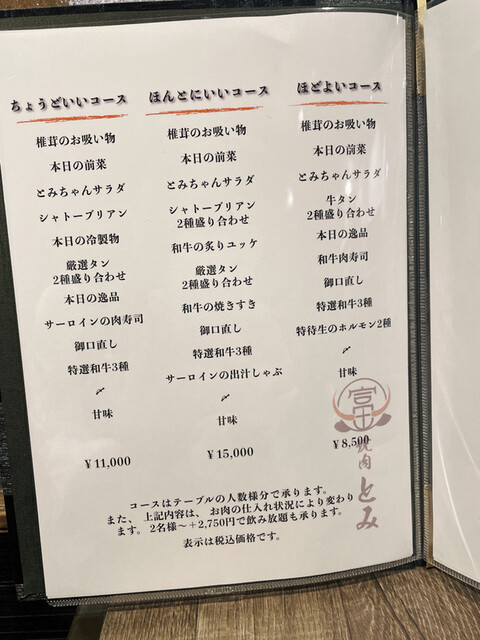 ちょうどいいコース
椎茸のお吸い物
本日の前菜
とみちゃんサラダ
シャトーブリアン
本日の冷製物
厳選タン
2種盛り合わせ
本日の逸品
サーロインの肉寿司
御口直し
特選和牛3種
〆
甘味
¥11,000
ほんとにいいコース
椎茸のお吸い物
本日の前菜
とみちゃんサラダ
シャトーブリアン
2種盛り合わせ
和牛の炙りユッケ
厳選タン
2種盛り合わせ
和牛の焼きすき
御口直し
特選和牛3種
サーロインの出汁しゃぶ
〆
甘味
¥15,000
ほどよいコース
椎茸のお吸い物
本日の前菜
とみちゃんサラダ
牛タン
2種盛り合わせ
本日の逸品
和牛肉寿司
御口直し
特選和牛3種
特待生のホルモン2種
〆
甘味
¥8,500
焼肉とみ
コースはテーブルの人数様分で承ります。
また、上記内容は、お肉の仕入れ状況により変わり
ます。2名様〜+2,750円で飲み放題も承ります。
表示は税込価格です。